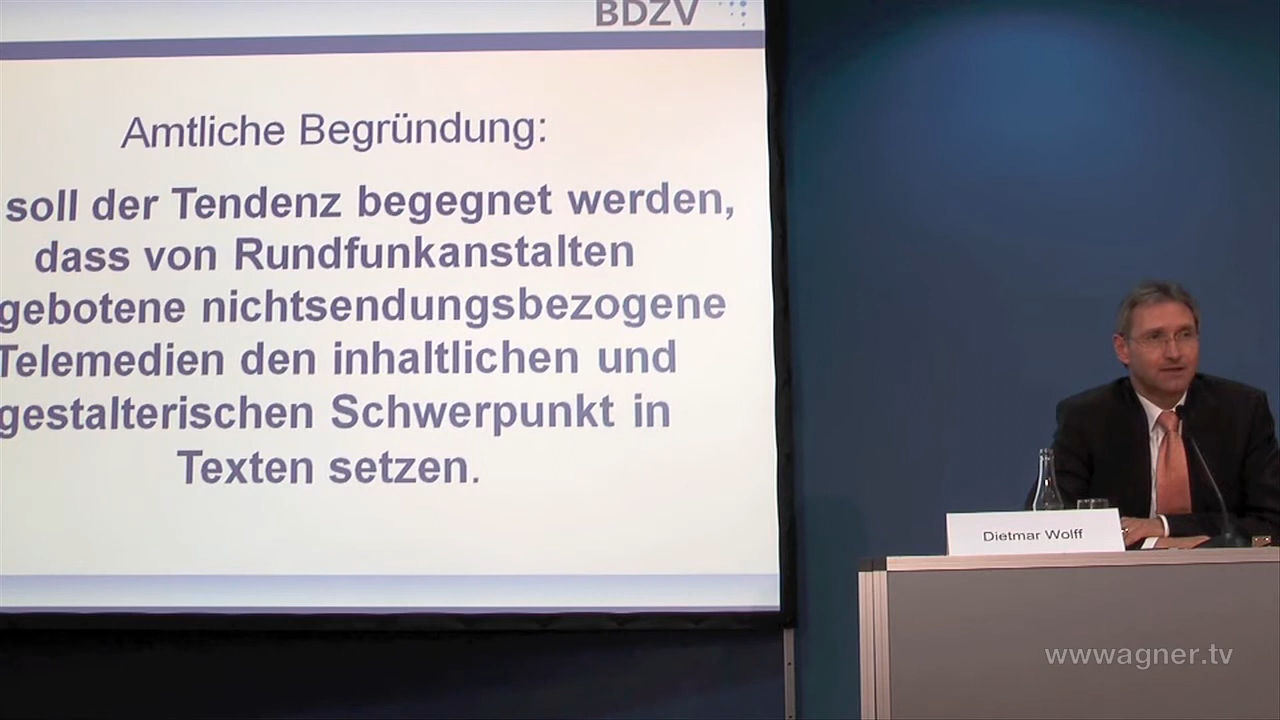 BDZV
Amtliche Begründung:
soll der Tendenz begegnet werden,
dass von Rundfunkanstalten
gebotene nichtsendungsbezogene
Telemedien den inhaltlichen und
gestalterischen Schwerpunkt in
Texten setzen.
Dietmar Wolff
wwwagner.tv